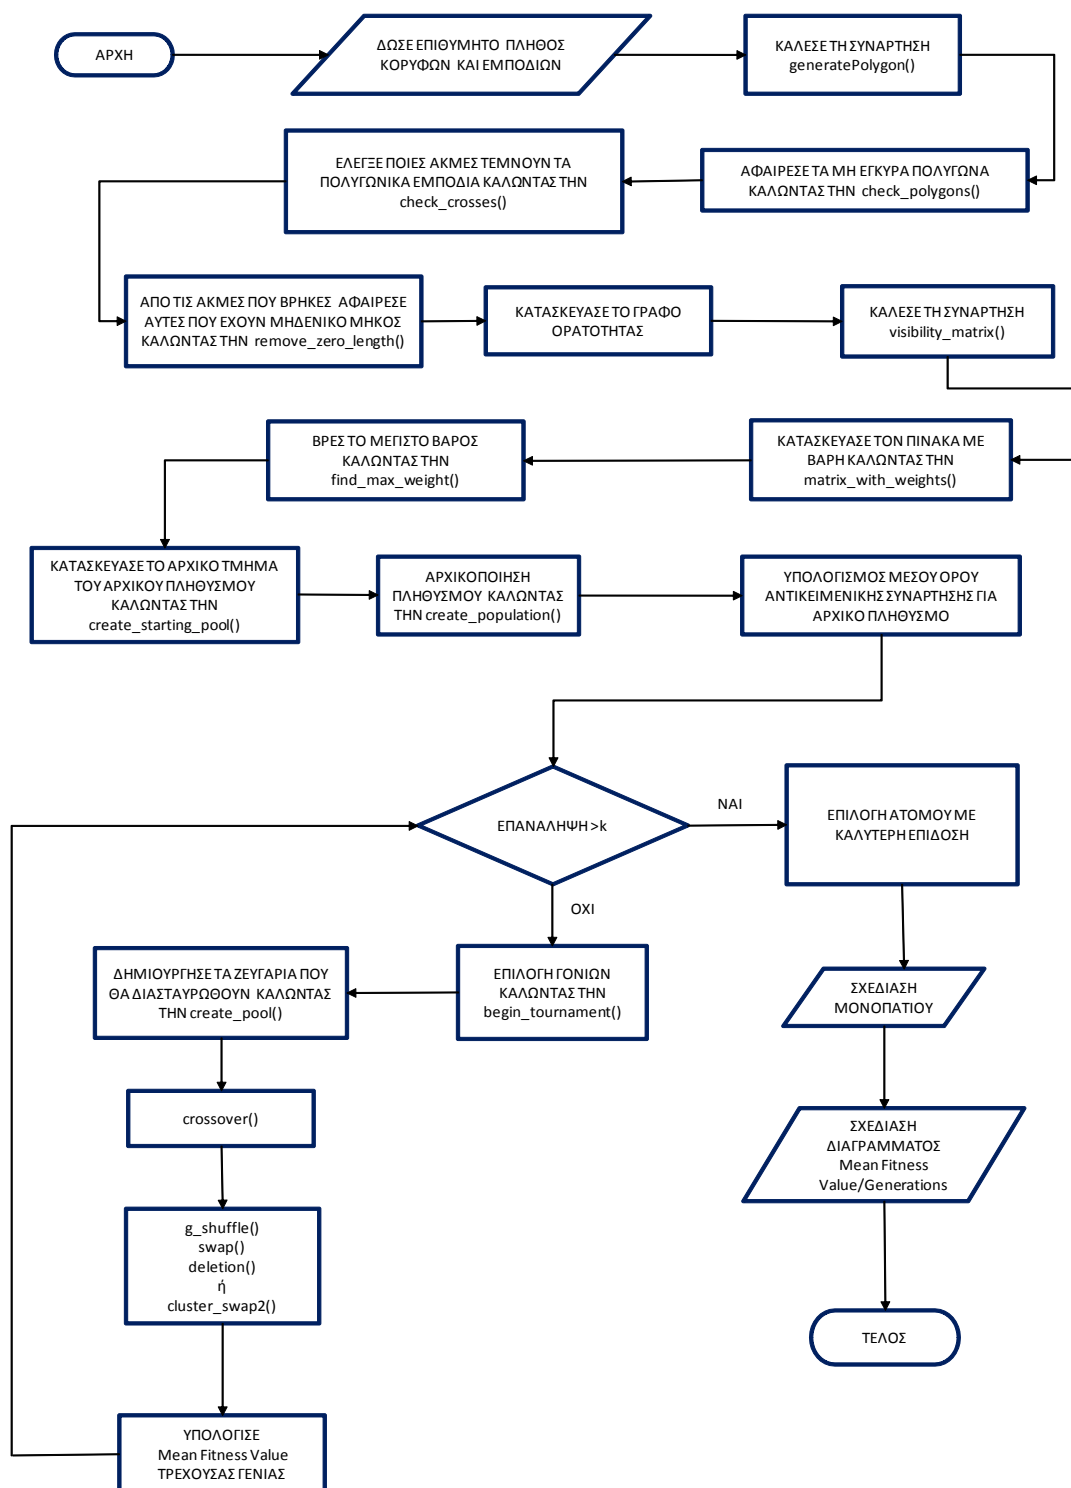 ΑΡΧΗ
ΔΩΣΕ ΕΠΙΘΥΜΗΤΟ ΠΛΗΘΟΣ
ΚΟΡΥΦΩΝ ΚΑΙ ΕΜΠΟΔΙΩΝ
ΚΑΛΕΣΕ ΤΗ ΣΥΝΑΡΤΗΣΗ
generatePolygon()
ΑΦΑΙΡΕΣΕ ΤΑ ΜΗ ΕΓΚΥΡΑ ΠΟΛΥΓΩΝΑ
ΚΑΛΩΝΤΑΣ ΤΗΝ check_polygons()
ΕΛΕΓΞΕ ΠΟΙΕΣ ΑΚΜΕΣ ΤΕΜΝΟΥΝ ΤΑ
ΠΟΛΥΓΩΝΙΚΑ ΕΜΠΟΔΙΑ ΚΑΛΩΝΤΑΣ ΤΗΝ
check_crosses()
ΑΠΟ ΤΙΣ ΑΚΜΕΣ ΠΟΥ ΒΡΗΚΕΣ ΑΦΑΙΡΕΣΕ
ΑΥΤΕΣ ΠΟΥ ΕΧΟΥΝ ΜΗΔΕΝΙΚΟ ΜΗΚΟΣ
ΚΑΛΩΝΤΑΣ ΤΗΝ remove_zero_length()
ΚΑΤΑΣΚΕΥΑΣΕ ΤΟ ΓΡΑΦΟ
ΟΡΑΤΟΤΗΤΑΣ
ΚΑΛΕΣΕ ΤΗ ΣΥΝΑΡΤΗΣΗ
visibility_matrix()
ΚΑΤΑΣΚΕΥΑΣΕ ΤΟΝ ΠΙΝΑΚΑ ΜΕ
ΒΑΡΗ ΚΑΛΩΝΤΑΣ ΤΗΝ
matrix_with_weights()
ΒΡΕΣ ΤΟ ΜΕΓΙΣΤΟ ΒΑΡΟΣ
ΚΑΛΩΝΤΑΣ ΤΗΝ
find_max_weight()
ΚΑΤΑΣΚΕΥΑΣΕ ΤΟ ΑΡΧΙΚΟ ΤΜΗΜΑ
ΤΟΥ ΑΡΧΙΚΟΥ ΠΛΗΘΥΣΜΟΥ
ΚΑΛΩΝΤΑΣ ΤΗΝ
create_starting_pool()
ΑΡΧΙΚΟΠΟΙΗΣΗ
ΠΛΗΘΥΣΜΟΥ ΚΑΛΩΝΤΑΣ
ΤΗΝ create_population()
ΥΠΟΛΟΓΙΣΜΟΣ ΜΕΣΟΥ ΟΡΟΥ
ΑΝΤΙΚΕΙΜΕΝΙΚΗΣ ΣΥΝΑΡΤΗΣΗΣ ΓΙΑ
ΑΡΧΙΚΟ ΠΛΗΘΥΣΜΟ
ΕΠΑΝΑΛΗΨΗ >k
ΝΑΙ
ΕΠΙΛΟΓΗ ΑΤΟΜΟΥ ΜΕ
ΚΑΛΥΤΕΡΗ ΕΠΙΔΟΣΗ
ΟΧΙ
ΕΠΙΛΟΓΗ ΓΟΝΙΩΝ
ΚΑΛΩΝΤΑΣ ΤΗΝ
begin_tournament()
ΔΗΜΙΟΥΡΓΗΣΕ ΤΑ ΖΕΥΓΑΡΙΑ ΠΟΥ
ΘΑ ΔΙΑΣΤΑΥΡΩΘΟΥΝ ΚΑΛΩΝΤΑΣ
ΤΗΝ create_pool()
crossover()
g_shuffle()
swap()
deletion()
ή
cluster_swap2()
ΥΠΟΛΟΓΙΣΕ
Mean Fitness Value
ΤΡΕΧΟΥΣΑΣ ΓΕΝΙΑΣ
ΣΧΕΔΙΑΣΗ
ΜΟΝΟΠΑΤΙΟΥ
ΣΧΕΔΙΑΣΗ
ΔΙΑΓΡΑΜΜΑΤΟΣ
Mean Fitness
Value/Generations
ΤΕΛΟΣ